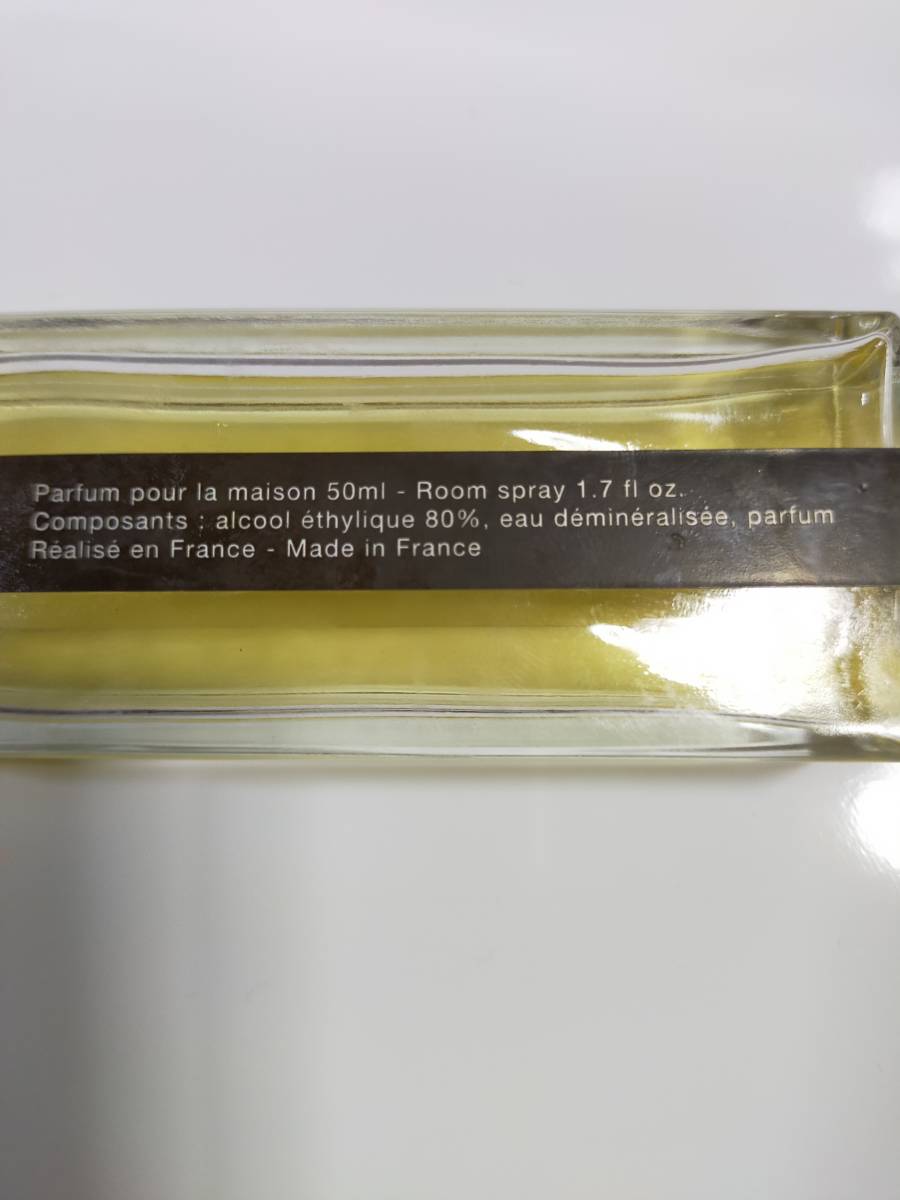 Parfum pour la maison 50ml - Room spray 1.7 fl oz.
Composants : alcool éthylique 80%, eau déminéralisée, parfum
Réalisé en France - Made in France